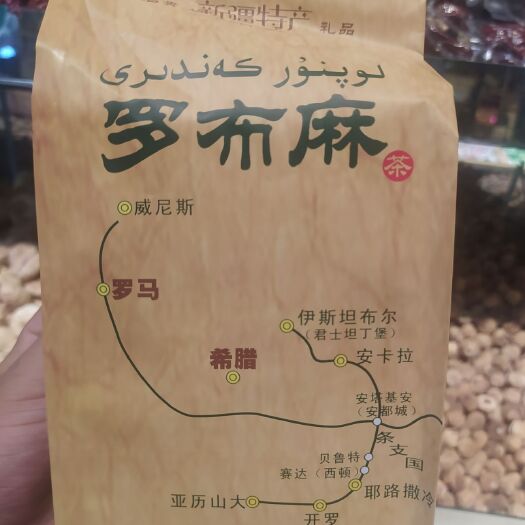 新疆特产 礼品
لوپنۇر كەندىرى
罗布麻
茶
威尼斯
罗马
伊斯坦布尔
（君士坦丁堡）
希腊
安卡拉
安塔基安
（安都城）
条支国
贝鲁特
赛达（西顿）
耶路撒冷
亚历山大
开罗